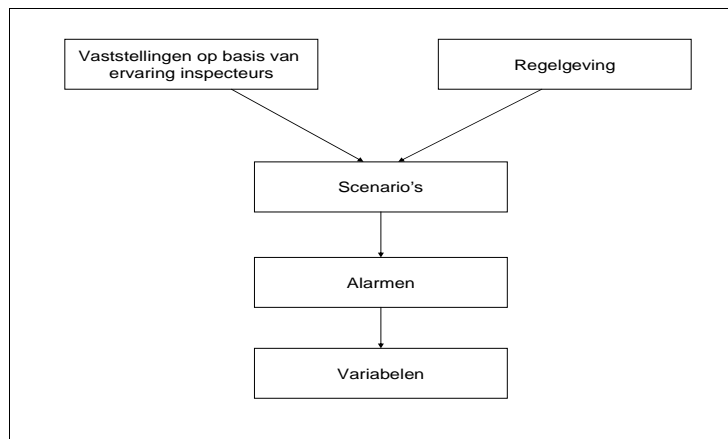 Vaststellingen op basis van
ervaring inspecteurs
Regelgeving
Scenario's
Alarmen
Variabelen